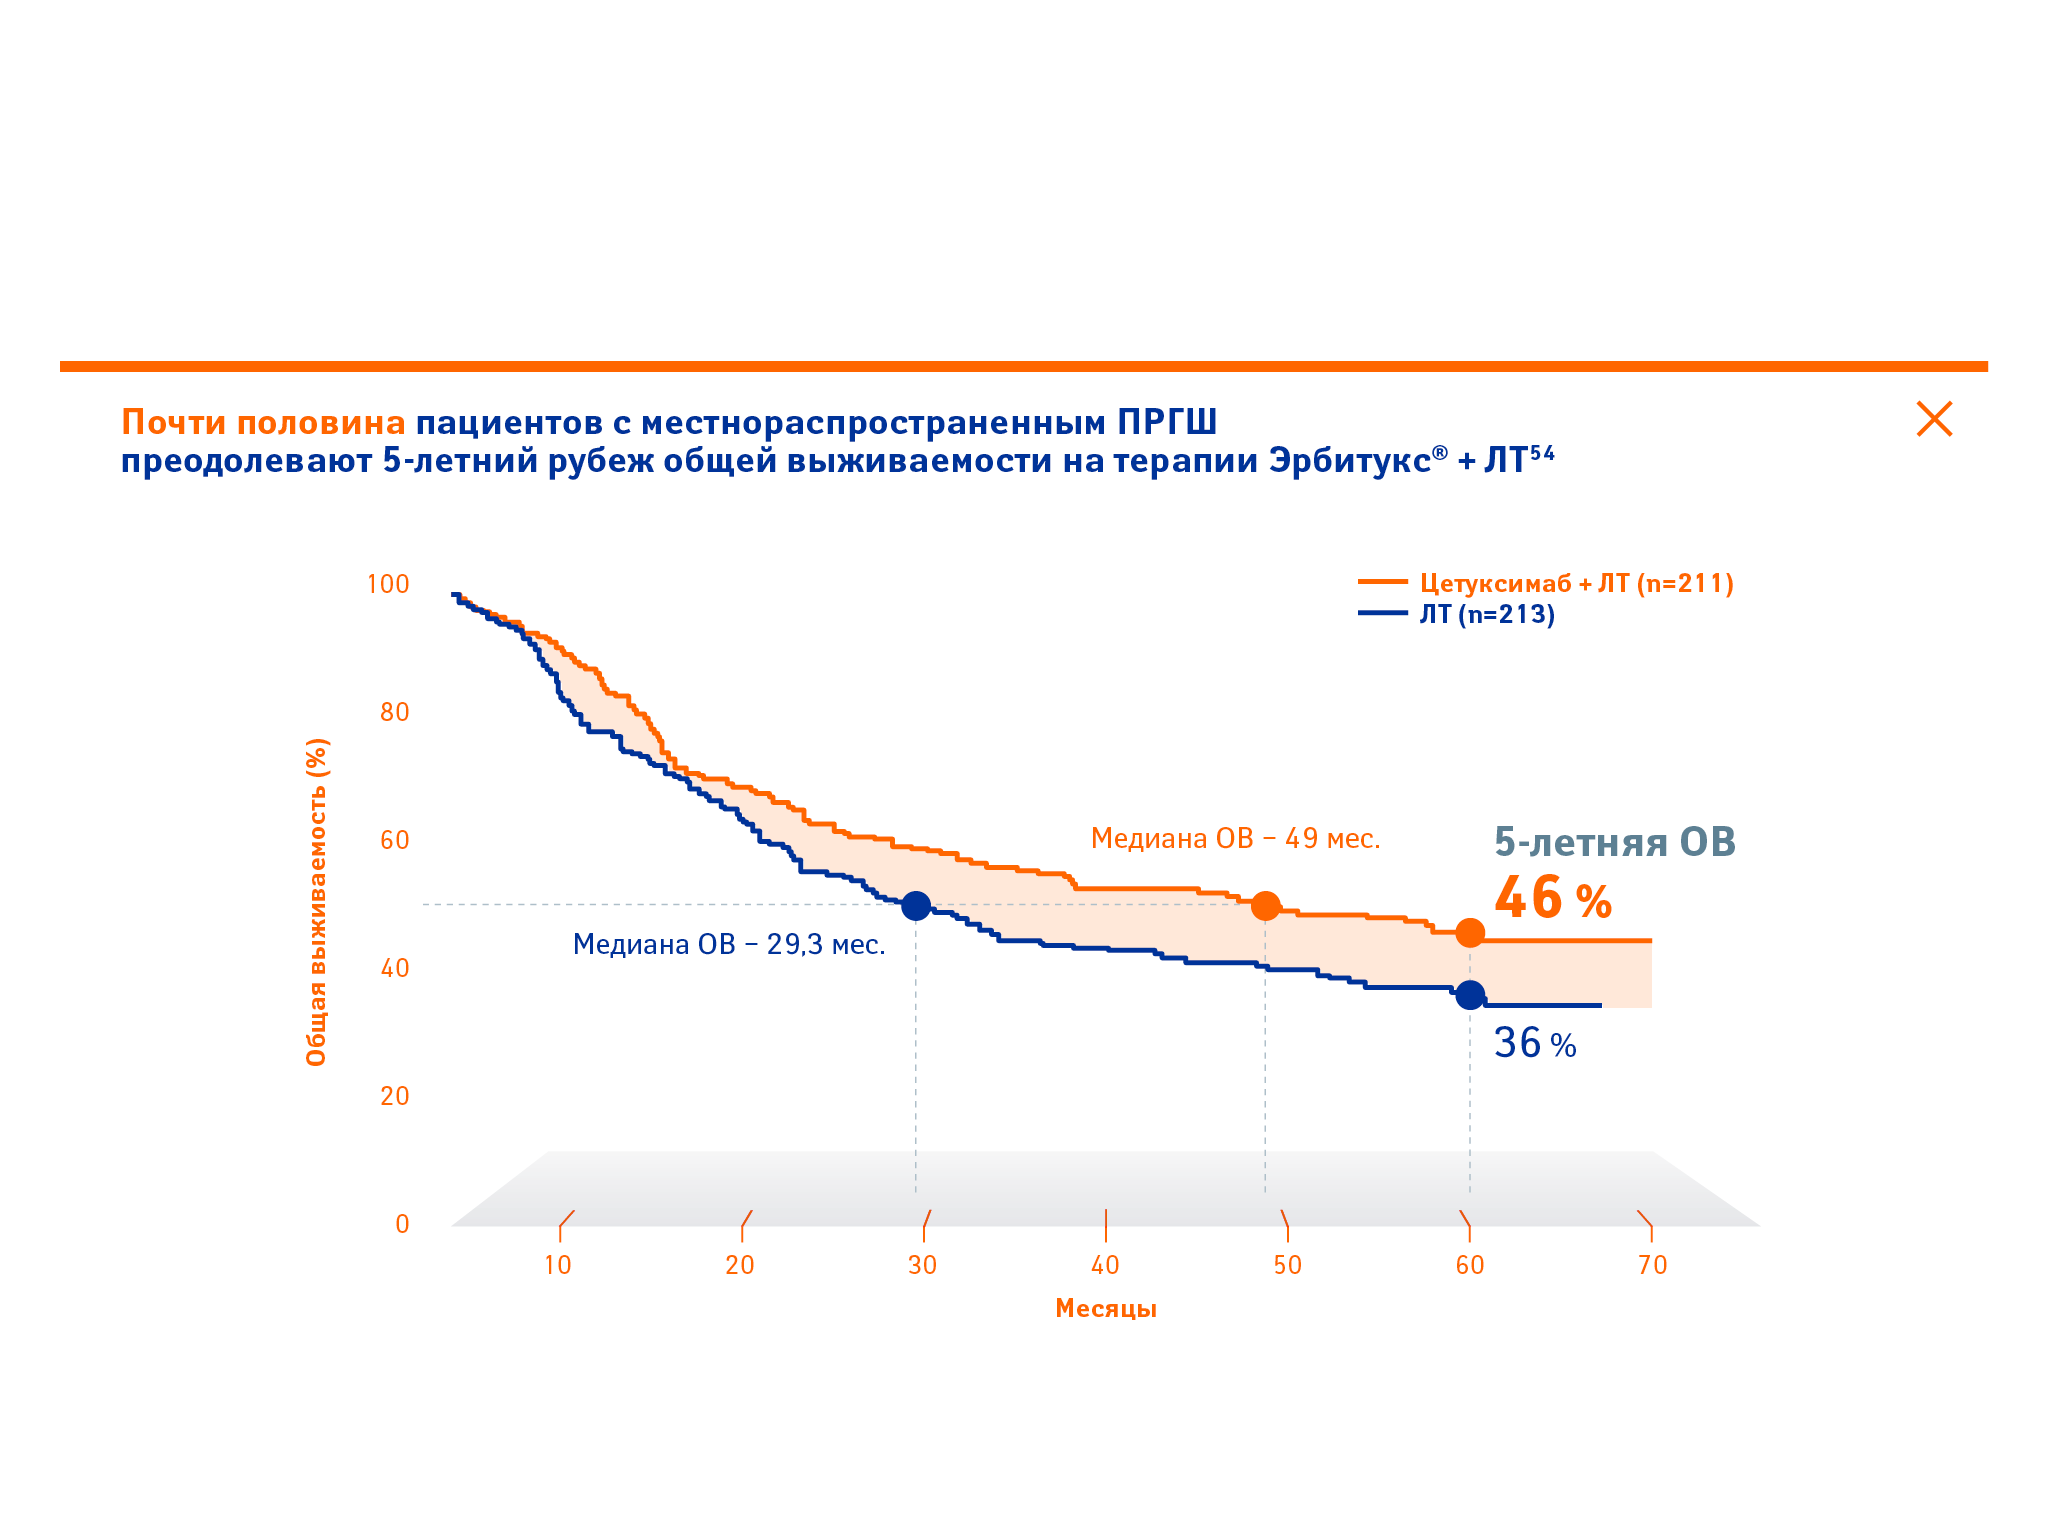 Почти половина пациентов с местнораспространенным ПРГШ
преодолевают 5-летний рубеж общей выживаемости на терапии Эрбитукс® + ЛТ⁵⁴
Цетуксимаб + ЛТ (n=211)
ЛТ (n=213)
Общая выживаемость (%)
100
80
60
40
20
0
Медиана ОВ – 49 мес.
Медиана ОВ – 29,3 мес.
5-летняя ОВ
46 %
36 %
10 20 30 40 50 60 70
Месяцы